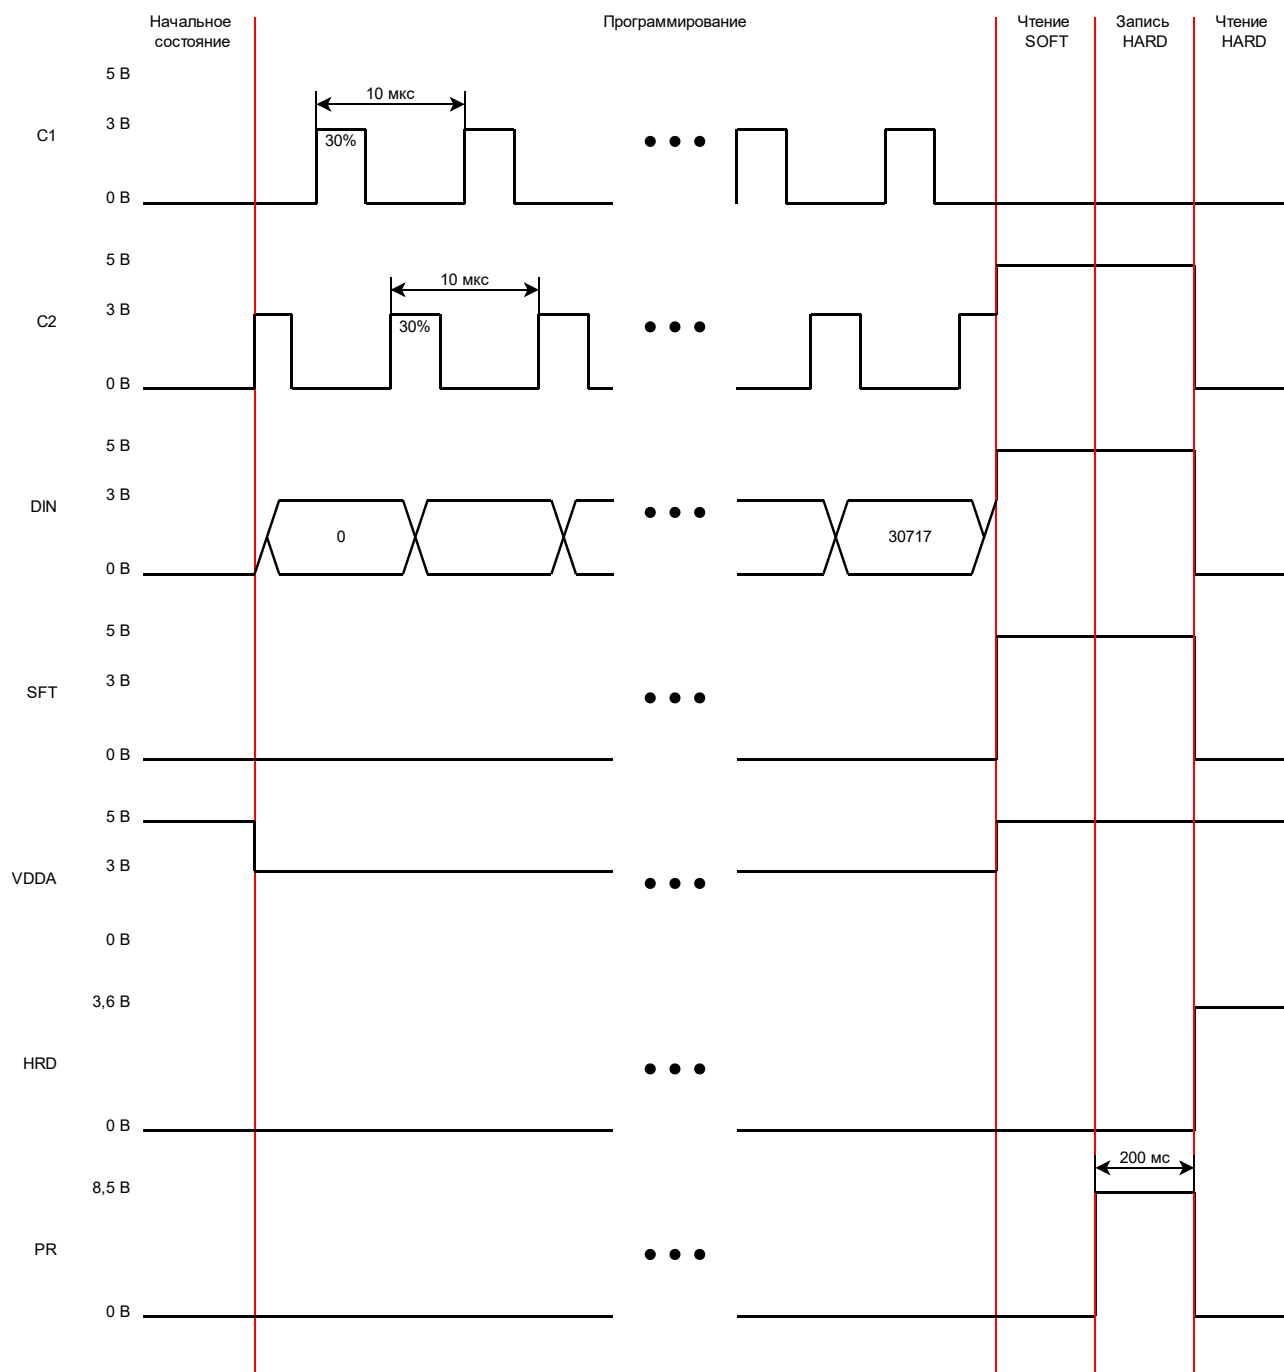 Начальное состояние
Программирование
Чтение SOFT
Запись HARD
Чтение HARD
5 В
10 мкс
3 В
C1
30%
0 В
5 В
10 мкс
3 В
C2
30%
0 В
5 В
3 В
DIN
0
30717
0 В
5 В
3 В
SFT
0 В
5 В
3 В
VDDA
0 В
3,6 В
HRD
0 В
200 мс
8,5 В
PR
0 В